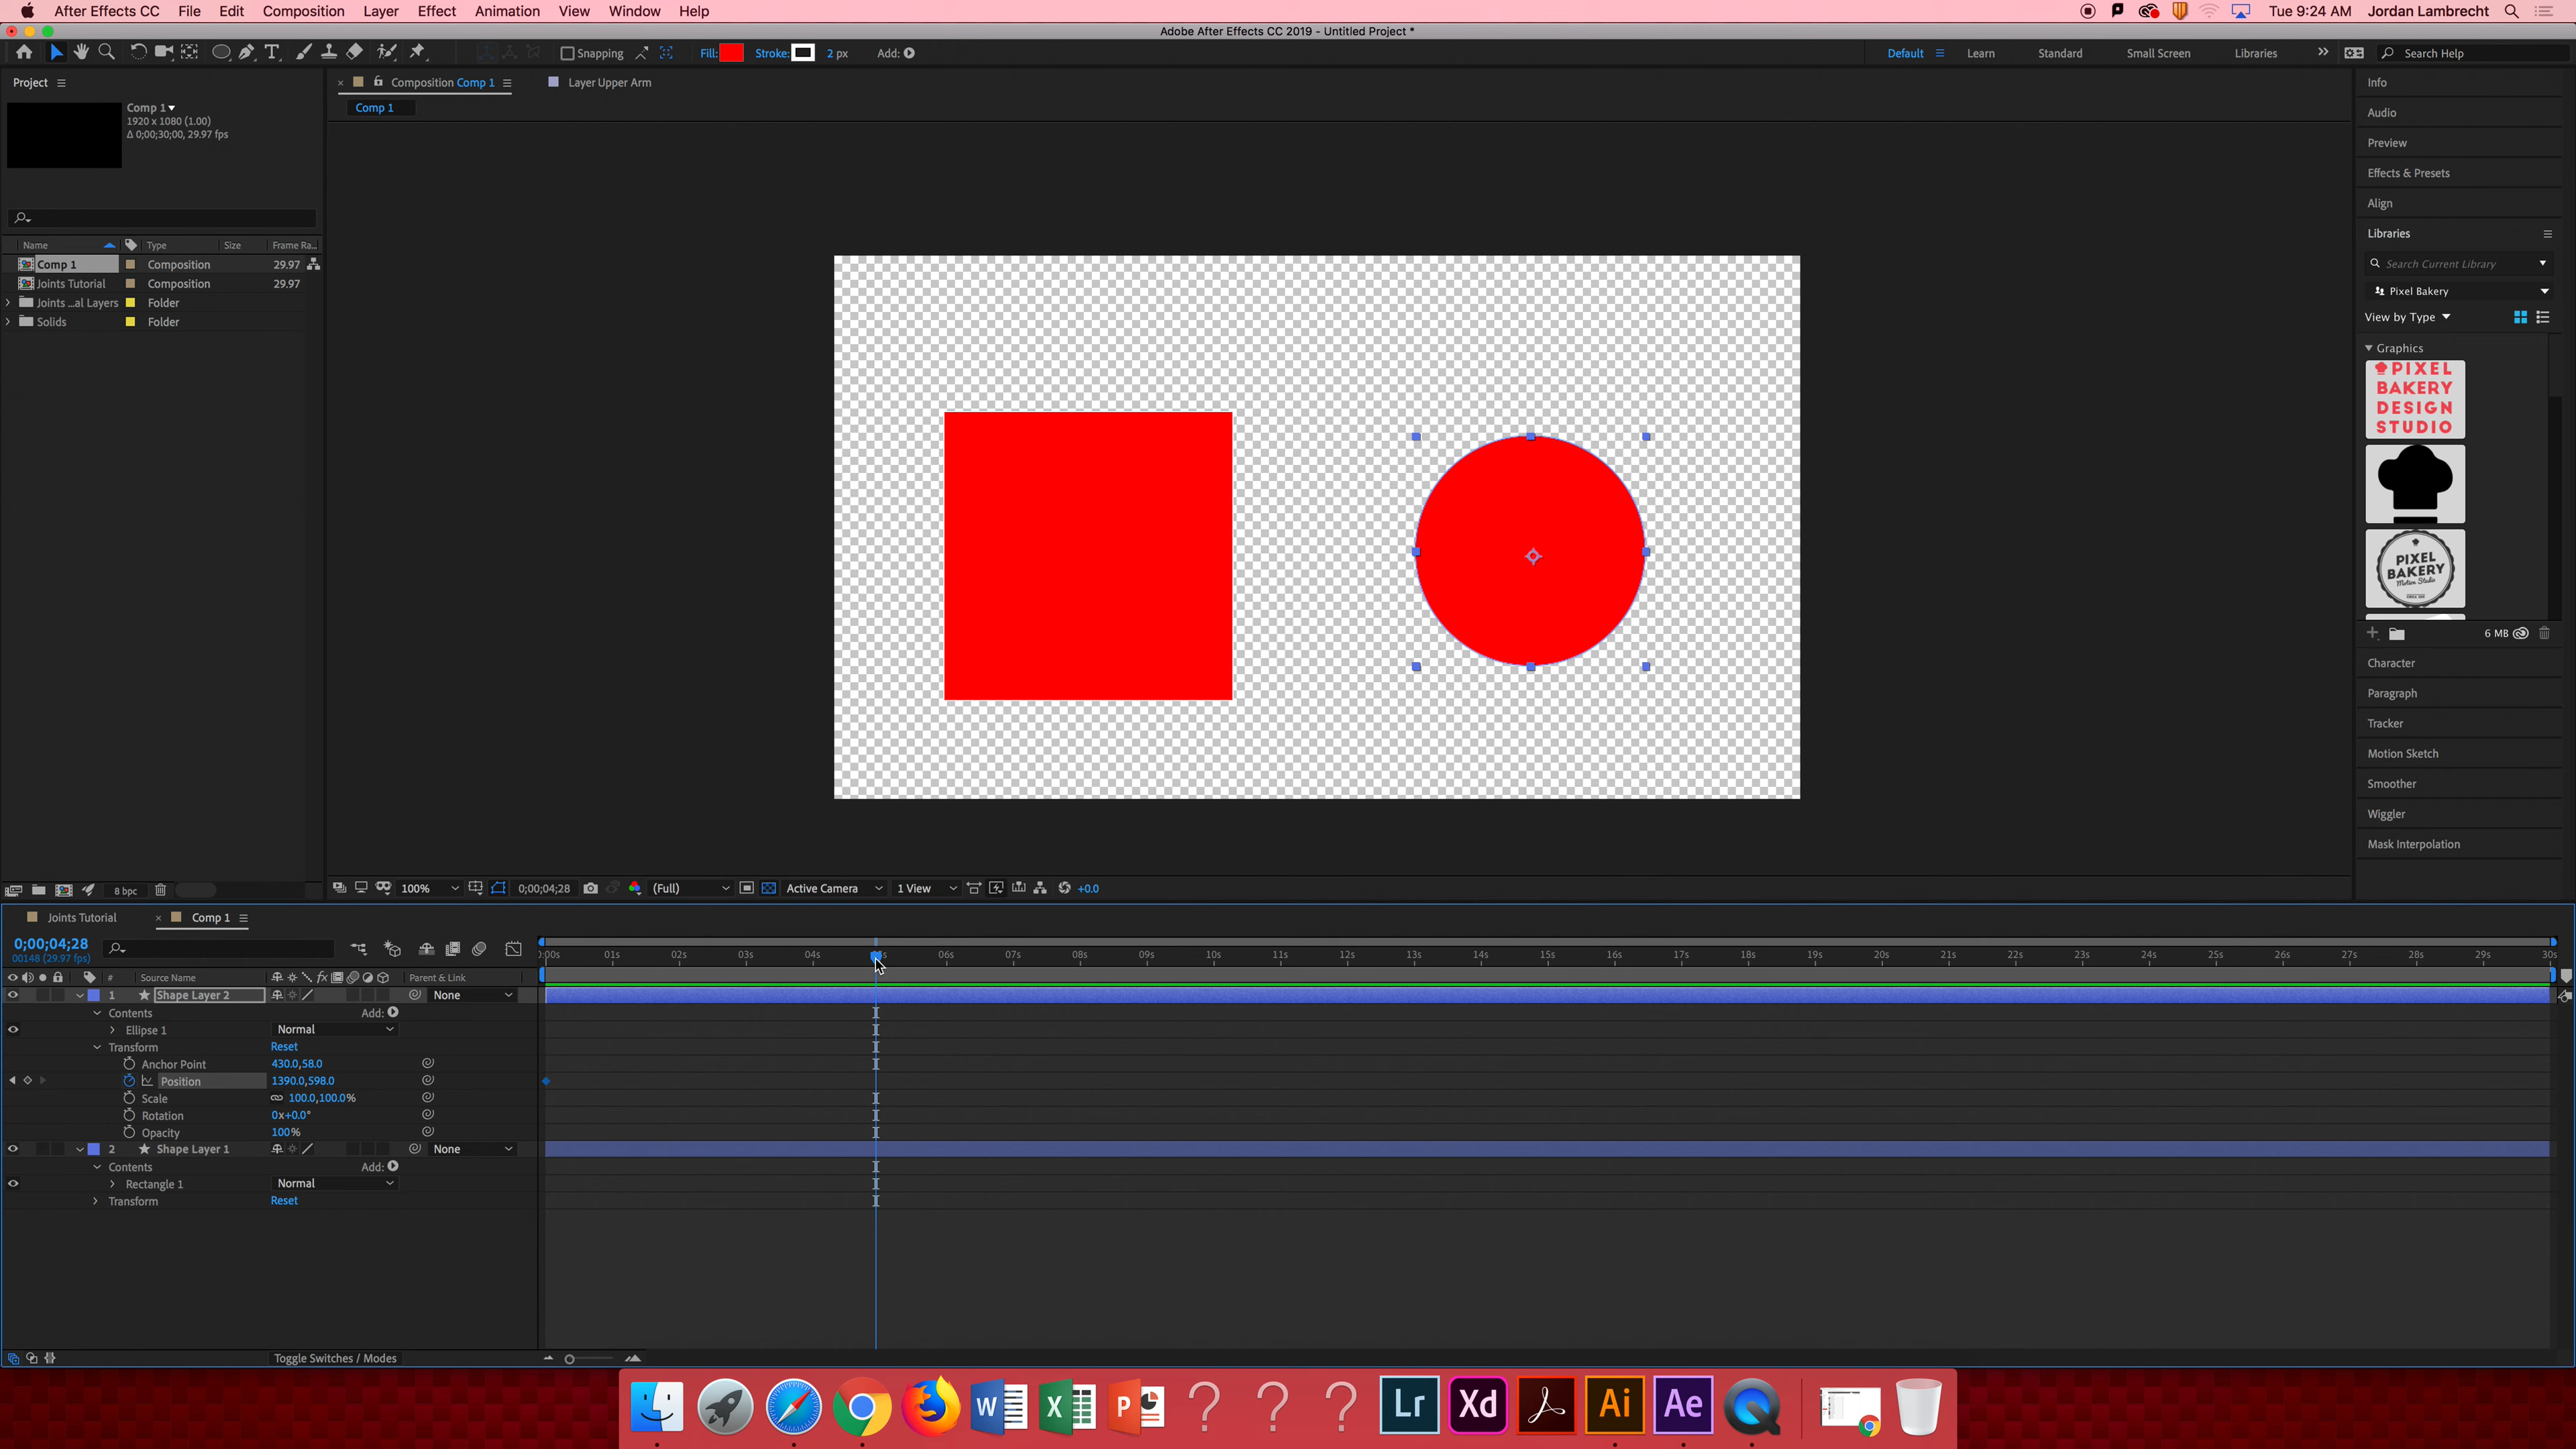 After Effects CC File Edit Composition Layer Effect Animation View Window Help Tue 9:24 AM Jordan Lambrecht
Adobe After Effects CC 2019 - Untitled Project *
Snapping Fill: Stroke: 2 px Add: Default Learn Standard Small Screen Libraries Search Help
Project
Composition Comp 1 Layer Upper Arm
Comp 1
Comp 1
1920 x 1080 (1.00)
Δ 0;00;30;00, 29.97 fps
Name Type Size Frame Ra...
Comp 1 Composition 29.97
Joints Tutorial Composition 29.97
Joints ...al Layers Folder
Solids Folder
Info
Audio
Preview
Effects & Presets
Align
Libraries
Search Current Library
Pixel Bakery
View by Type
Graphics
PIXEL
BAKERY
DESIGN
STUDIO
PIXEL
BAKERY
Motion Studio
6 MB
Character
Paragraph
Tracker
Motion Sketch
Smoother
Wiggler
Mask Interpolation
8 bpc 100% 0;00;04;28 (Full) Active Camera 1 View +0.0
Joints Tutorial Comp 1
0;00;04;28
00148 (29.97 fps)
0:00s 01s 02s 03s 04s 06s 07s 08s 09s 10s 11s 12s 13s 14s 15s 16s 17s 18s 19s 20s 21s 22s 23s 24s 25s 26s 27s 28s 29s 30s
# Source Name fx Parent & Link
1 Shape Layer 2 None
Contents Add:
Ellipse 1 Normal
Transform Reset
Anchor Point 430.0,58.0
Position 1390.0,598.0
Scale 100.0,100.0%
Rotation 0x+0.0°
Opacity 100%
2 Shape Layer 1 None
Contents Add:
Rectangle 1 Normal
Transform Reset
Toggle Switches / Modes
W X P ? ? ? Lr Xd Ai Ae